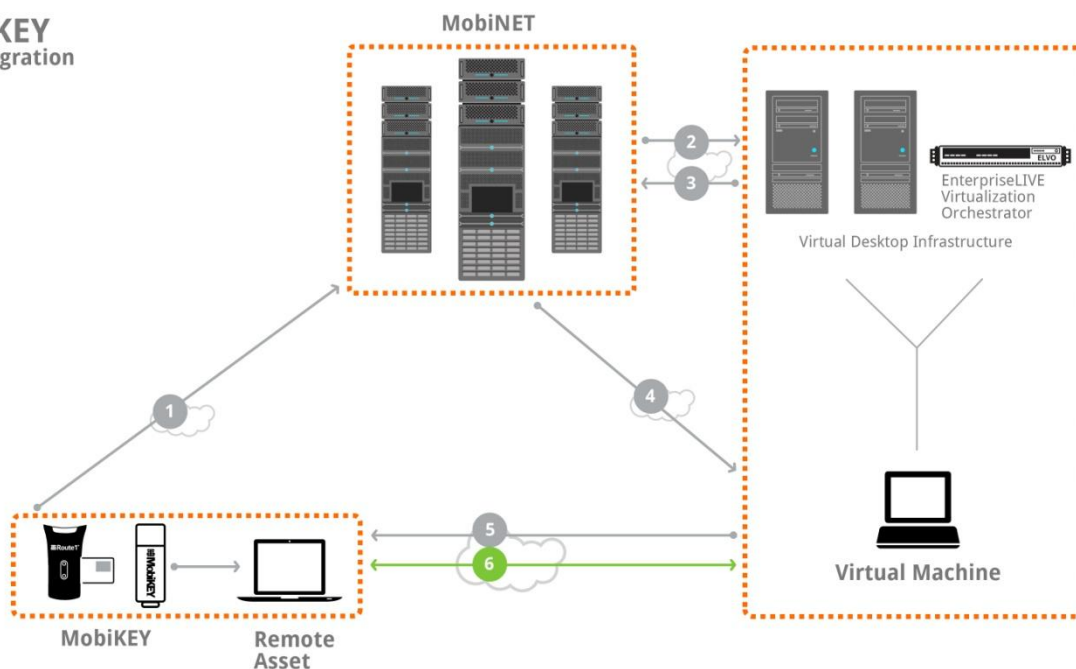 KEY
gration
MobiNET
2
3
ELVO
EnterpriseLIVE
Virtualization
Orchestrator
Virtual Desktop Infrastructure
1
4
5
6
Route1
MobiKEY
Virtual Machine
MobiKEY
Remote
Asset